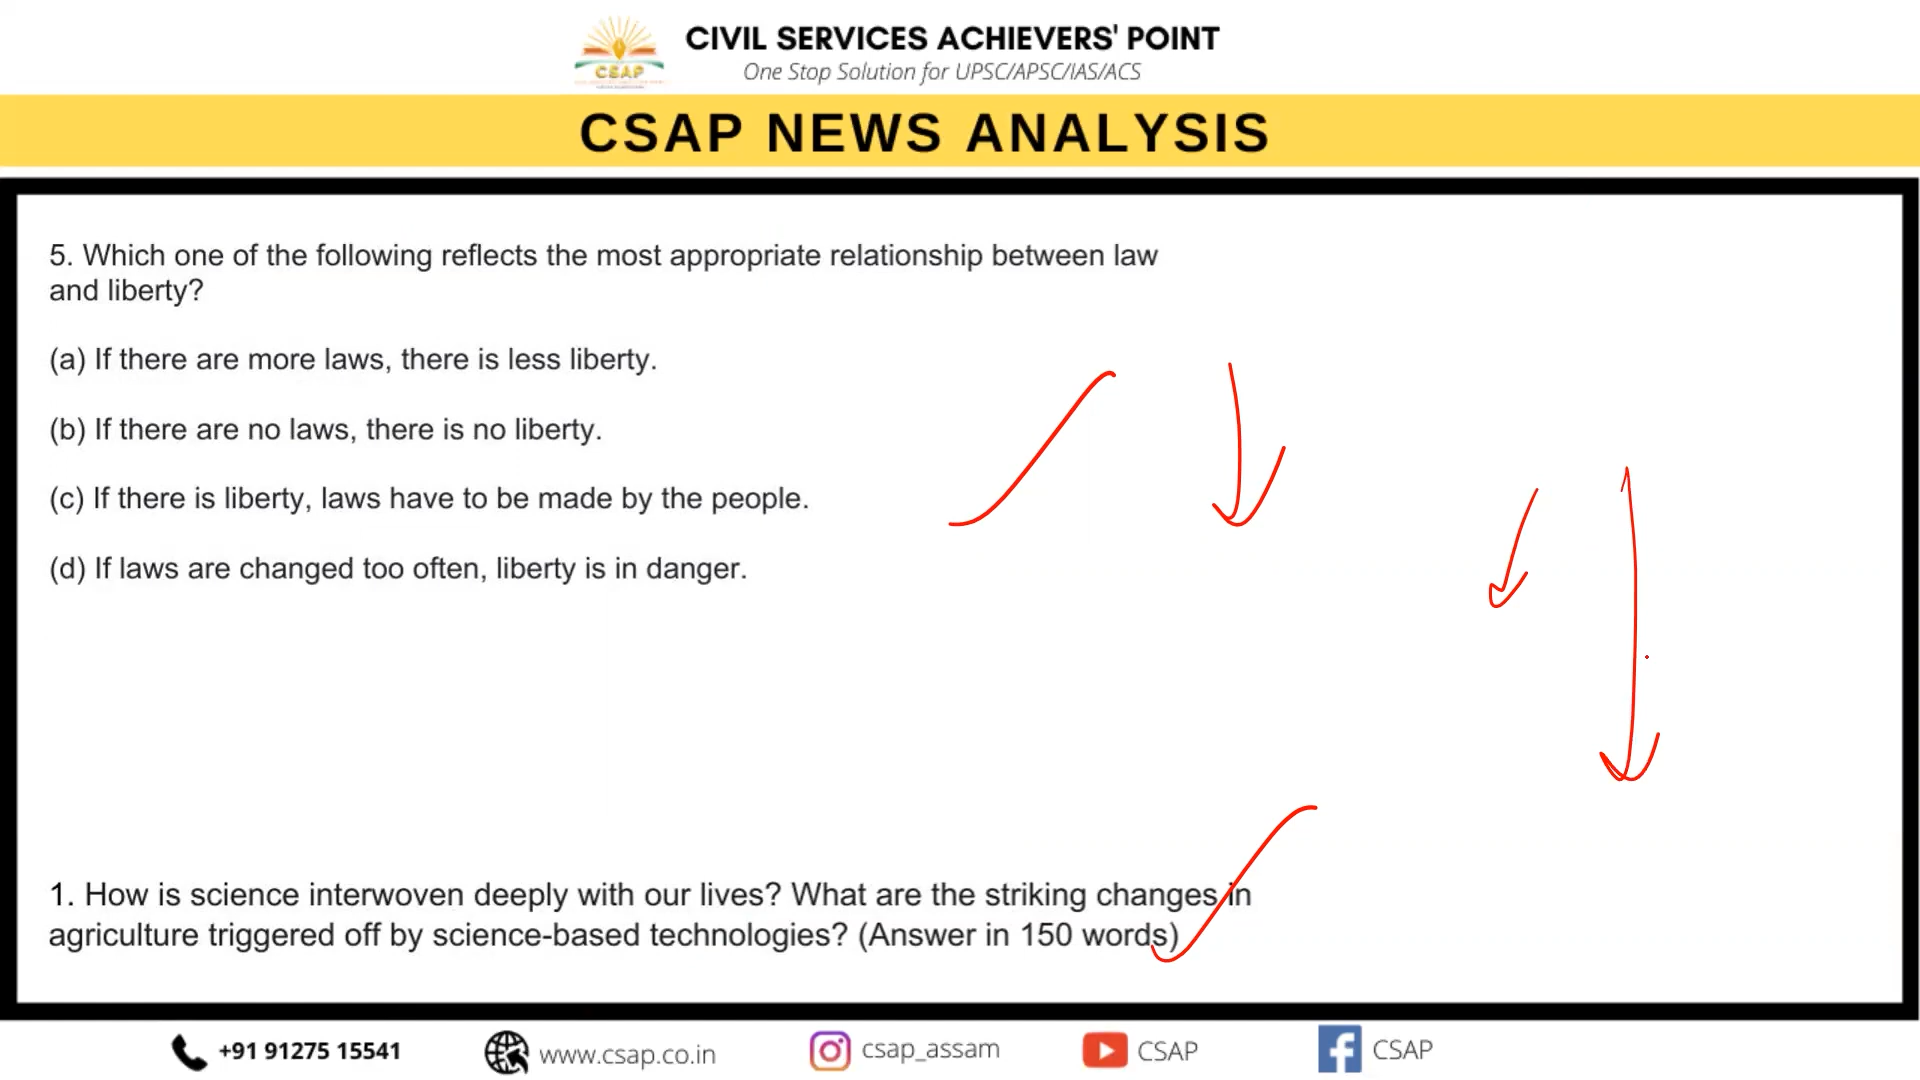 CSAP
CIVIL SERVICES ACHIEVERS' POINT
One Stop Solution for UPSC/APSC/IAS/ACS
CSAP NEWS ANALYSIS
5. Which one of the following reflects the most appropriate relationship between law
and liberty?
(a) If there are more laws, there is less liberty.
(b) If there are no laws, there is no liberty.
(c) If there is liberty, laws have to be made by the people.
(d) If laws are changed too often, liberty is in danger.
1. How is science interwoven deeply with our lives? What are the striking changes in
agriculture triggered off by science-based technologies? (Answer in 150 words)
+91 91275 15541
www.csap.co.in
csap_assam
CSAP
CSAP